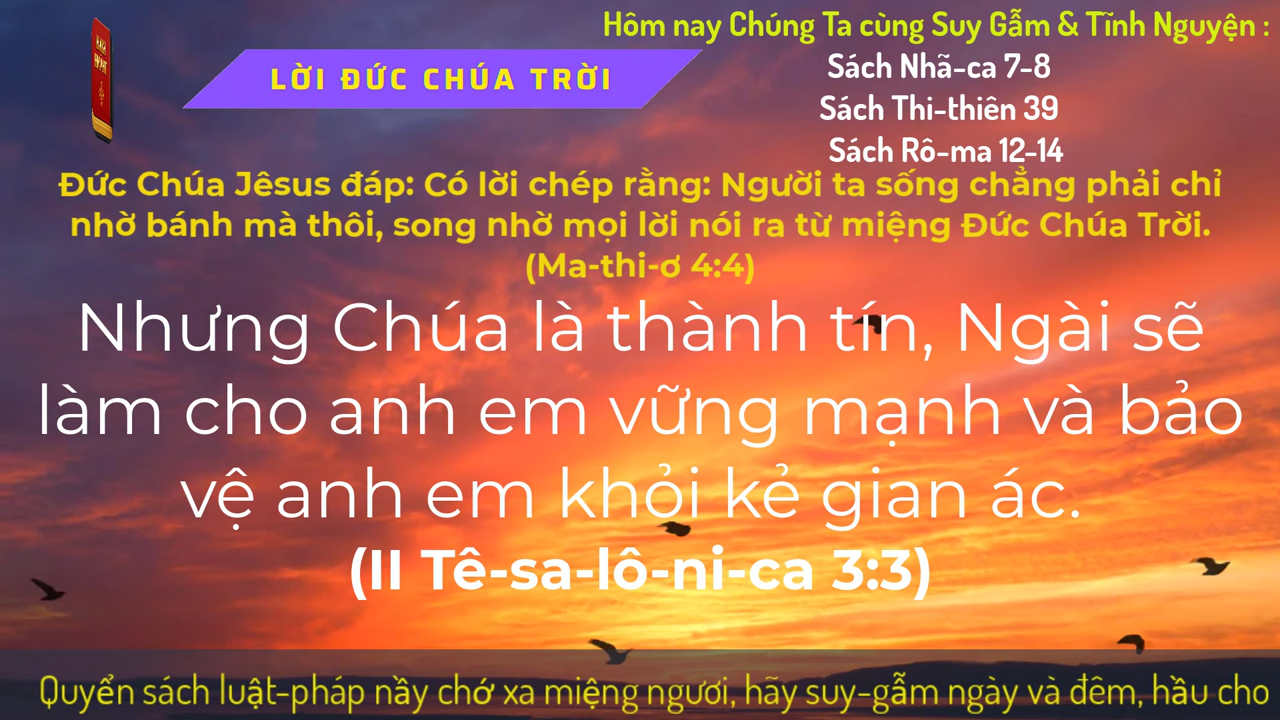 Hôm nay Chúng Ta cùng Suy Gẫm & Tĩnh Nguyện :
LỜI ĐỨC CHÚA TRỜI
Sách Nhã-ca 7-8
Sách Thi-thiên 39
Sách Rô-ma 12-14
Đức Chúa Jêsus đáp: Có lời chép rằng: Người ta sống chẳng phải chỉ
nhờ bánh mà thôi, song nhờ mọi lời nói ra từ miệng Đức Chúa Trời.
(Ma-thi-ơ 4:4)
Nhưng Chúa là thành tín, Ngài sẽ
làm cho anh em vững mạnh và bảo
vệ anh em khỏi kẻ gian ác.
(II Tê-sa-lô-ni-ca 3:3)
Quyển sách luật-pháp nầy chớ xa miệng ngươi, hãy suy-gẫm ngày và đêm, hầu cho